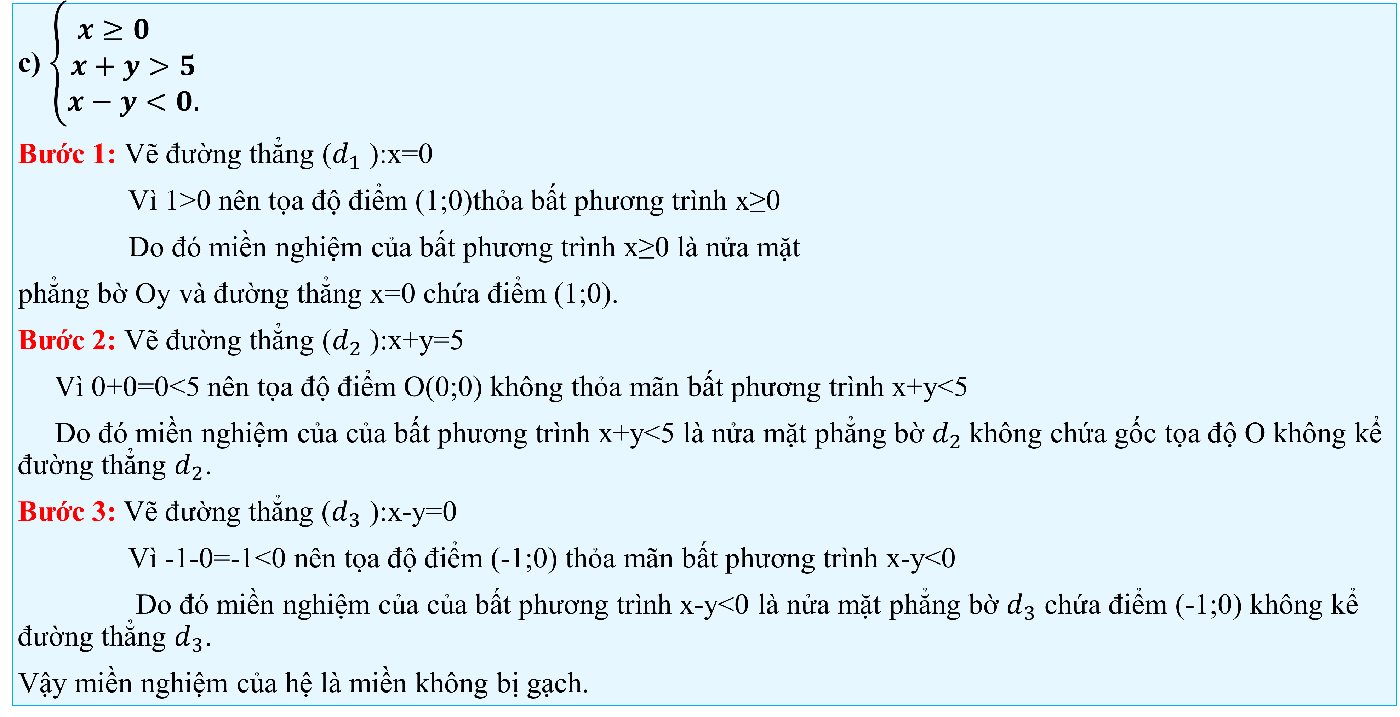 c) { x ≥ 0
x + y > 5
x − y < 0.
Bước 1: Vẽ đường thẳng (d₁ ):x=0
Vì 1>0 nên tọa độ điểm (1;0)thỏa bất phương trình x≥0
Do đó miền nghiệm của bất phương trình x≥0 là nửa mặt
phẳng bờ Oy và đường thẳng x=0 chứa điểm (1;0).
Bước 2: Vẽ đường thẳng (d₂ ):x+y=5
Vì 0+0=0<5 nên tọa độ điểm O(0;0) không thỏa mãn bất phương trình x+y<5
Do đó miền nghiệm của của bất phương trình x+y<5 là nửa mặt phẳng bờ d₂ không chứa gốc tọa độ O không kể
đường thẳng d₂.
Bước 3: Vẽ đường thẳng (d₃ ):x-y=0
Vì -1-0=-1<0 nên tọa độ điểm (-1;0) thỏa mãn bất phương trình x-y<0
Do đó miền nghiệm của của bất phương trình x-y<0 là nửa mặt phẳng bờ d₃ chứa điểm (-1;0) không kể
đường thẳng d₃.
Vậy miền nghiệm của hệ là miền không bị gạch.